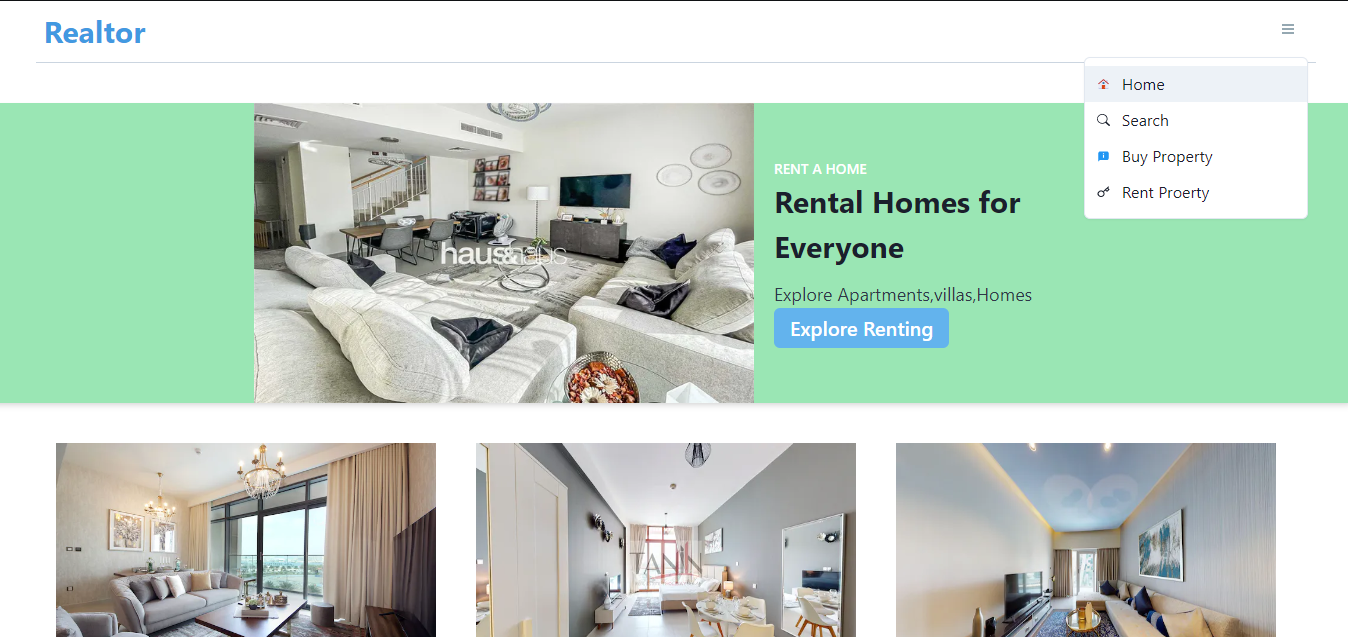 Realtor
Home
Search
Buy Property
Rent Proerty
RENT A HOME
Rental Homes for
Everyone
Explore Apartments,villas,Homes
Explore Renting
haus&haus
TANIN